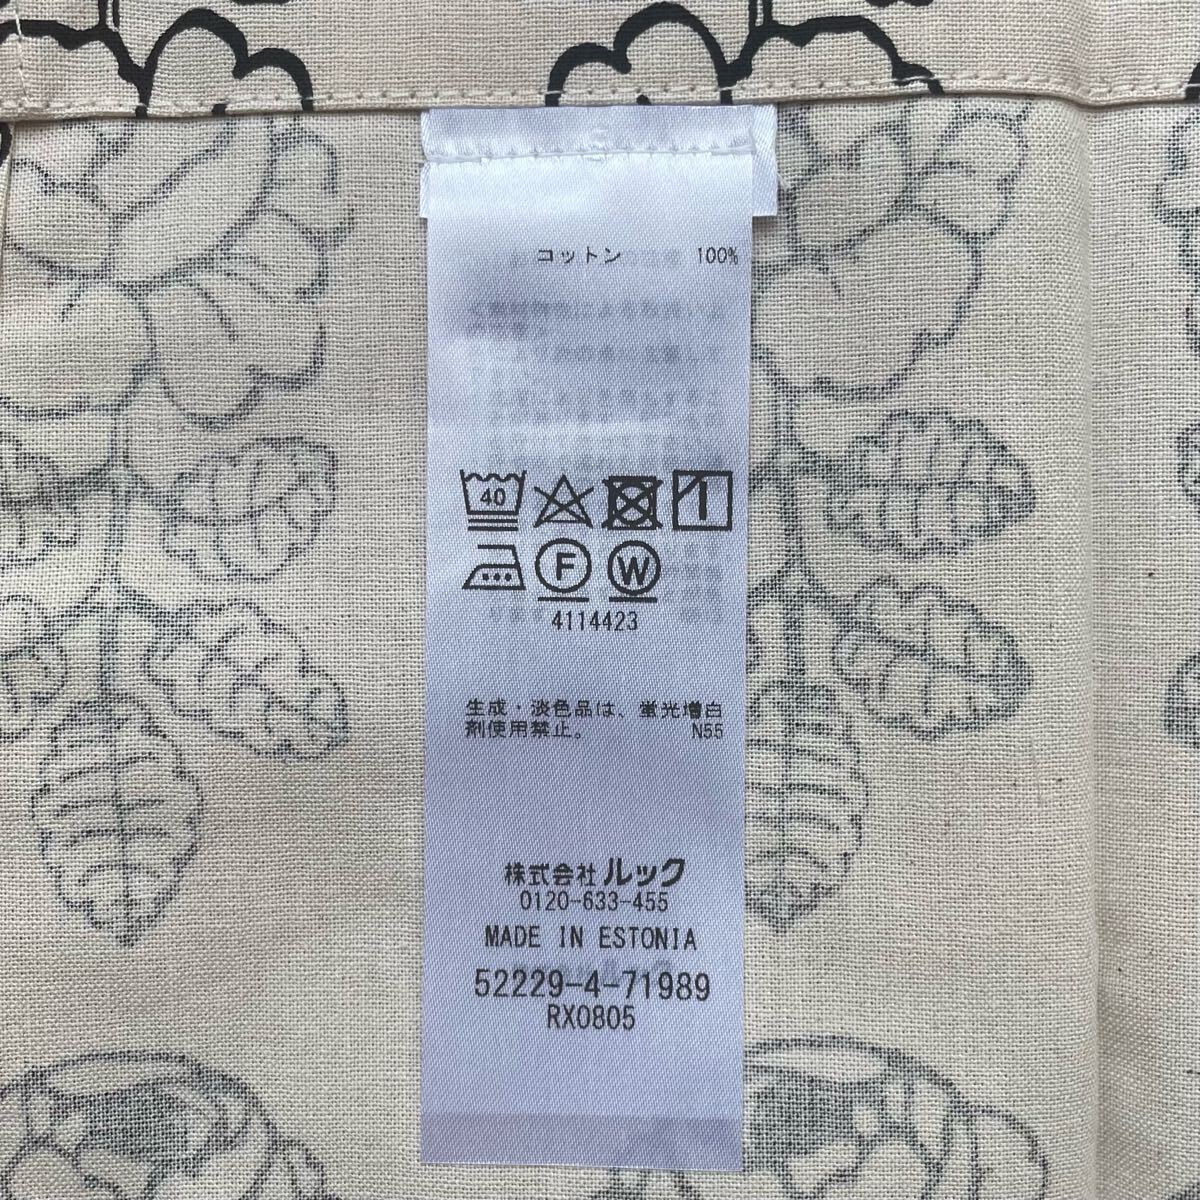 S
コットン 100%
40
F W
4114423
生成・淡色品は、蛍光増白
剤使用禁止。 N55
株式会社ルック
0120-633-455
MADE IN ESTONIA
52229-4-71989
RX0805